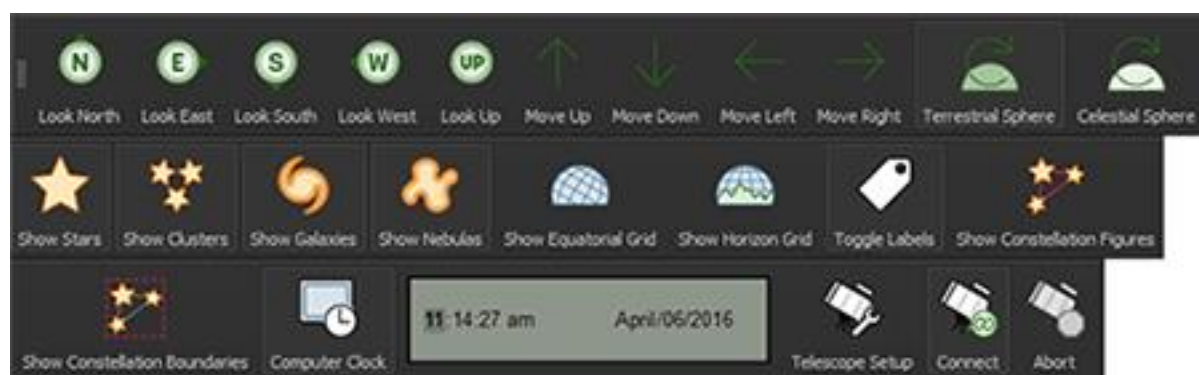 N E S W UP
Look North Look East Look South Look West Look Up Move Up Move Down Move Left Move Right Terrestrial Sphere Celestial Sphere
Show Stars Show Clusters Show Galaxies Show Nebulas Show Equatorial Grid Show Horizon Grid Toggle Labels Show Constellation Figures
11:14:27 am April/06/2016
Show Constellation Boundaries Computer Clock Telescope Setup Connect Abort